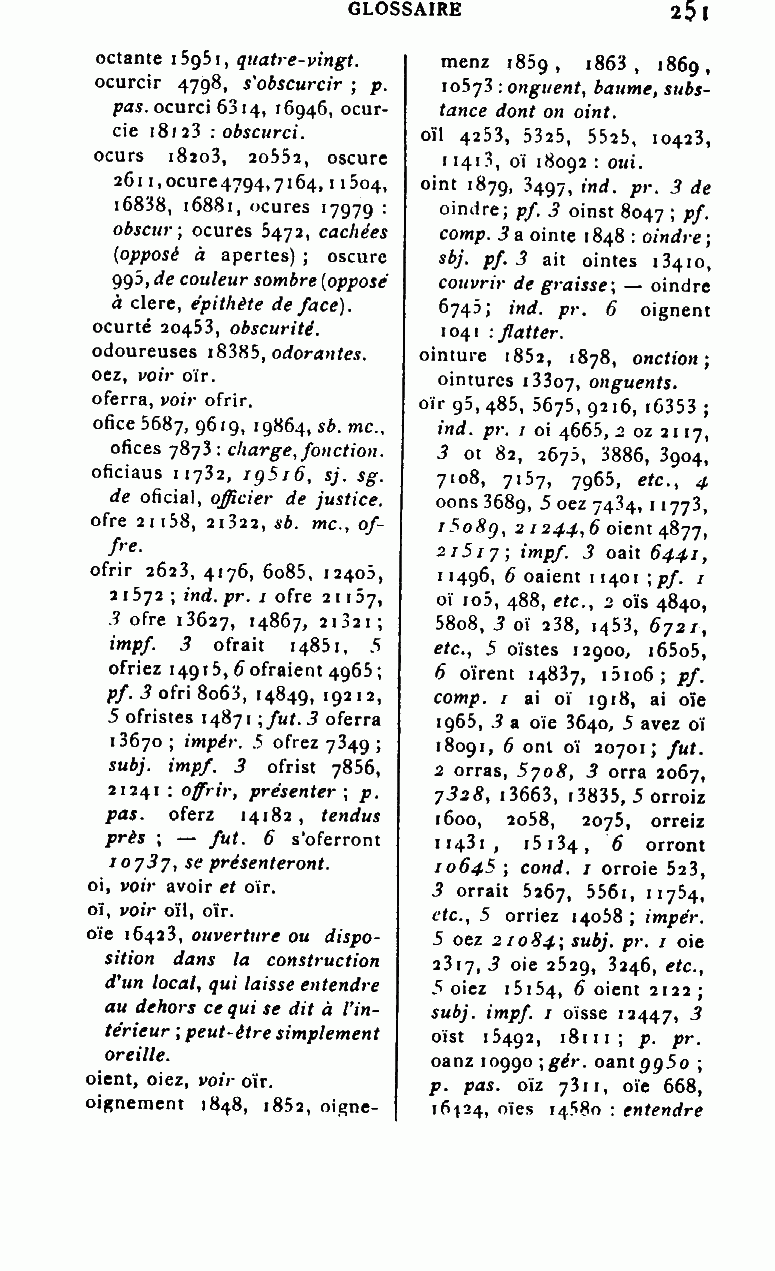 GLOSSAIRE 251
octante 15951, quatre-vingt.
ocurcir 4798, s'obscurcir ; p.
pas. ocurci 6314, 16946, ocur-
cie 18123 : obscurci.
ocurs 18203, 20552, oscure
2611, ocure 4794, 7164, 11504,
16838, 16881, ocures 17979 :
obscur ; ocures 5472, cachées
(opposé à apertes) ; oscure
995, de couleur sombre (opposé
à clere, épithète de face).
ocurté 20453, obscurité.
odoureuses 18385, odorantes.
oez, voir oïr.
oferra, voir ofrir.
ofice 5687, 9619, 19864, sb. mc.,
ofices 7873 : charge, fonction.
oficiaus 11732, 19516, sj. sg.
de oficial, officier de justice.
ofre 21158, 21322, sb. mc., of-
fre.
ofrir 2623, 4176, 6085, 12405,
21572 ; ind. pr. 1 ofre 21157,
3 ofre 13627, 14867, 21321 ;
impf. 3 ofrait 14851, 5
ofriez 14915, 6 ofraient 4965 ;
pf. 3 ofri 8063, 14849, 19212,
5 ofristes 14871 ; fut. 3 oferra
13670 ; impér. 5 ofrez 7349 ;
subj. impf. 3 ofrist 7856,
21241 : offrir, présenter ; p.
pas. oferz 14182, tendus
près ; — fut. 6 s'oferront
10737, se présenteront.
oi, voir avoir et oïr.
oï, voir oïl, oïr.
oïe 16423, ouverture ou dispo-
sition dans la construction
d'un local, qui laisse entendre
au dehors ce qui se dit à l'in-
térieur ; peut-être simplement
oreille.
oient, oiez, voir oïr.
oignement 1848, 1852, oigne-
menz 1859, 1863, 1869,
10573 : onguent, baume, subs-
tance dont on oint.
oïl 4253, 5325, 5525, 10423,
11413, oï 18092 : oui.
oint 1879, 3497, ind. pr. 3 de
oindre ; pf. 3 oinst 8047 ; pf.
comp. 3 a ointe 1848 : oindre ;
sbj. pf. 3 ait ointes 13410,
couvrir de graisse ; — oindre
6745 ; ind. pr. 6 oignent
1041 : flatter.
ointure 1852, 1878, onction ;
ointures 13307, onguents.
oïr 95, 485, 5675, 9216, 16353 ;
ind. pr. 1 oi 4665, 2 oz 2117,
3 ot 82, 2675, 3886, 3904,
7108, 7157, 7965, etc., 4
oons 3689, 5 oez 7434, 11773,
15089, 21244, 6 oient 4877,
21517 ; impf. 3 oait 6441,
11496, 6 oaient 11401 ; pf. 1
oï 105, 488, etc., 2 oïs 4840,
5808, 3 oï 238, 1453, 6721,
etc., 5 oïstes 12900, 16505,
6 oïrent 14837, 15106 ; pf.
comp. 1 ai oï 1918, ai oïe
1965, 3 a oïe 3640, 5 avez oï
18091, 6 ont oï 20701 ; fut.
2 orras, 5708, 3 orra 2067,
7328, 13663, 13835, 5 orroiz
1600, 2058, 2075, orreiz
11431, 15134, 6 orront
10645 ; cond. 1 orroie 523,
3 orrait 5267, 5561, 11754,
etc., 5 orriez 14058 ; impér.
5 oez 21084 ; subj. pr. 1 oie
2317, 3 oie 2529, 3246, etc.,
5 oiez 15154, 6 oient 2122 ;
subj. impf. 1 oïsse 12447, 3
oïst 15492, 18111 ; p. pr.
oanz 10990 ; gér. oant 9950 ;
p. pas. oïz 7311, oïe 668,
16424, oïes 14580 : entendre